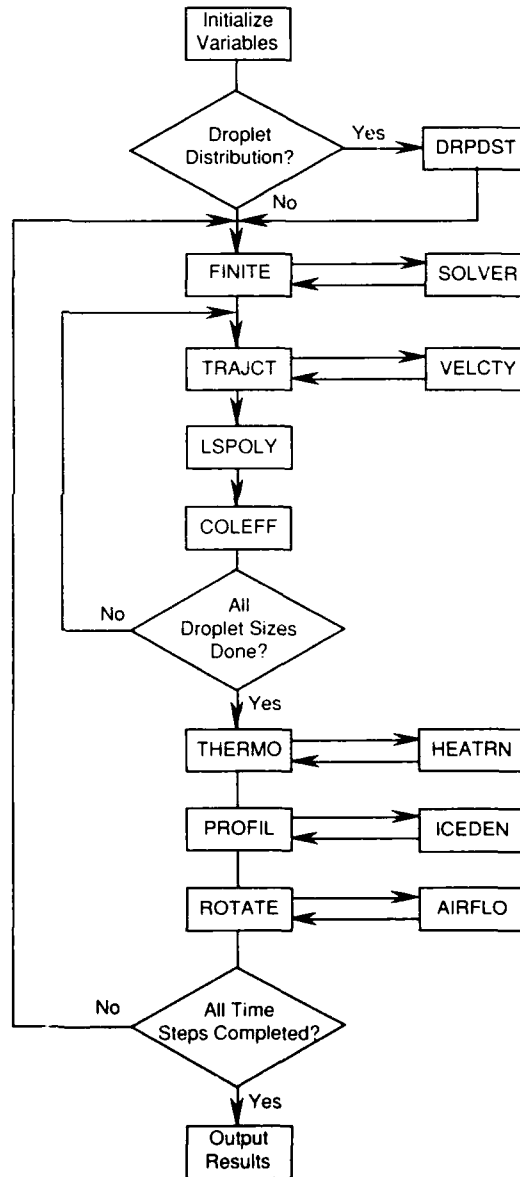 Initialize
Variables
Droplet
Distribution?
Yes
DRPDST
No
FINITE
SOLVER
TRAJCT
VELCTY
LSPOLY
COLEFF
No
All
Droplet Sizes
Done?
Yes
THERMO
HEATRN
PROFIL
ICEDEN
ROTATE
AIRFLO
No
All Time
Steps Completed?
Yes
Output
Results